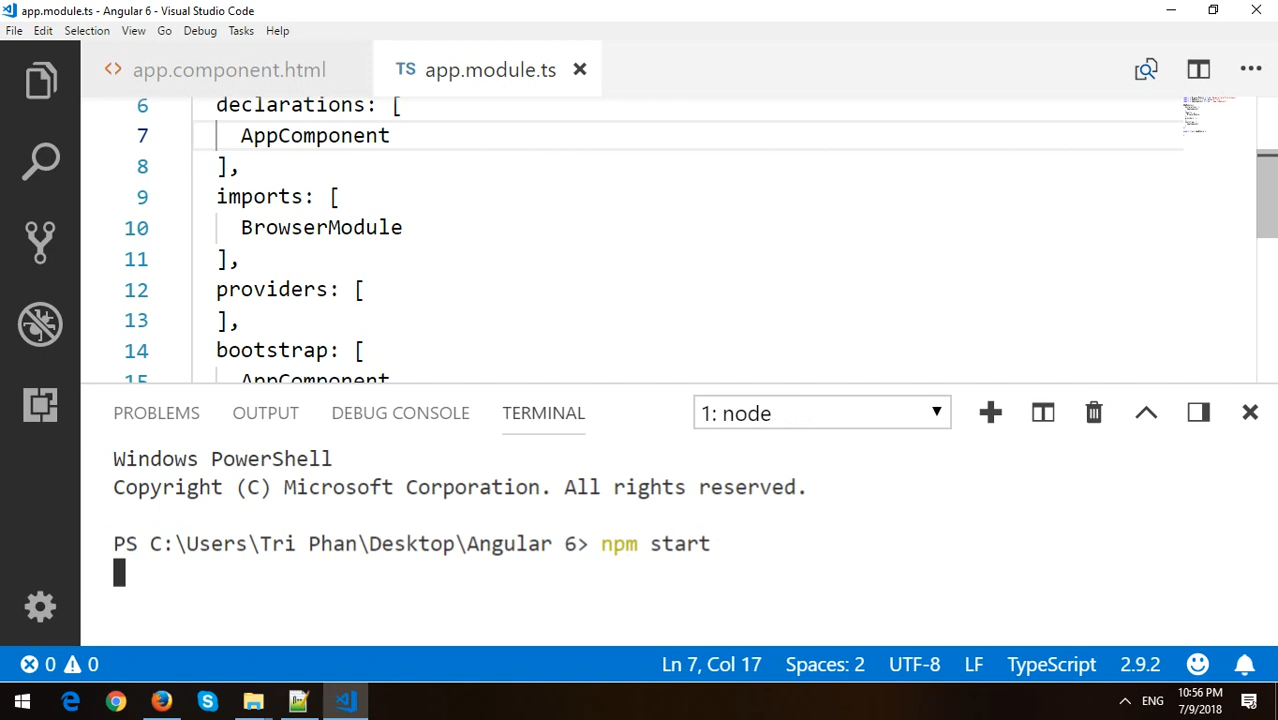 app.module.ts - Angular 6 - Visual Studio Code
File Edit Selection View Go Debug Tasks Help
<> app.component.html TS app.module.ts
6 declarations: [
7 AppComponent
8 ],
9 imports: [
10 BrowserModule
11 ],
12 providers: [
13 ],
14 bootstrap: [
15 AppComponent
PROBLEMS OUTPUT DEBUG CONSOLE TERMINAL 1: node
Windows PowerShell
Copyright (C) Microsoft Corporation. All rights reserved.
PS C:\Users\Tri Phan\Desktop\Angular 6> npm start
0 0 Ln 7, Col 17 Spaces: 2 UTF-8 LF TypeScript 2.9.2
ENG 10:56 PM
7/9/2018